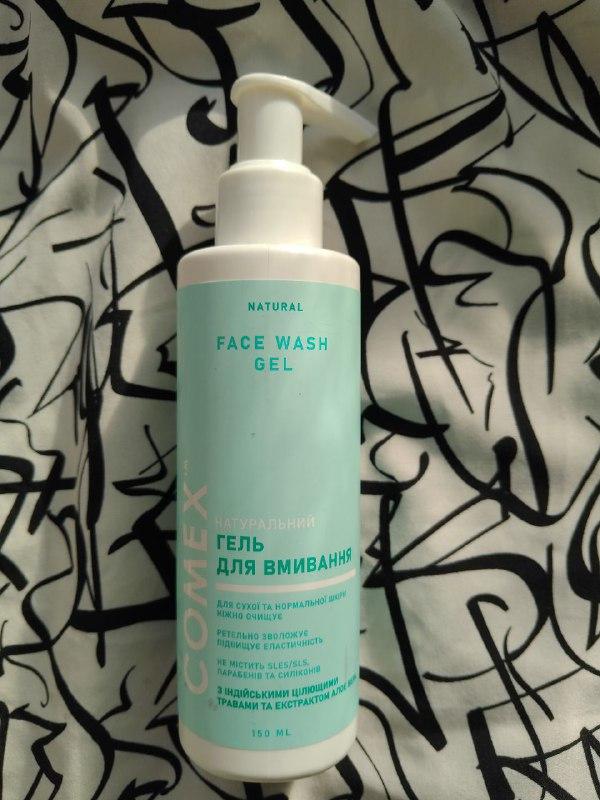 NATURAL
FACE WASH
GEL
COMEX™
НАТУРАЛЬНИЙ
ГЕЛЬ
ДЛЯ ВМИВАННЯ
ДЛЯ СУХОЇ ТА НОРМАЛЬНОЇ ШКІРИ
НІЖНО ОЧИЩУЄ
РЕТЕЛЬНО ЗВОЛОЖУЄ
ПІДВИЩУЄ ЕЛАСТИЧНІСТЬ
НЕ МІСТИТЬ SLES/SLS,
ПАРАБЕНІВ ТА СИЛІКОНІВ
З ІНДІЙСЬКИМИ ЦІЛЮЩИМИ
ТРАВАМИ ТА ЕКСТРАКТОМ АЛОЕ ВЕРА
150 ML